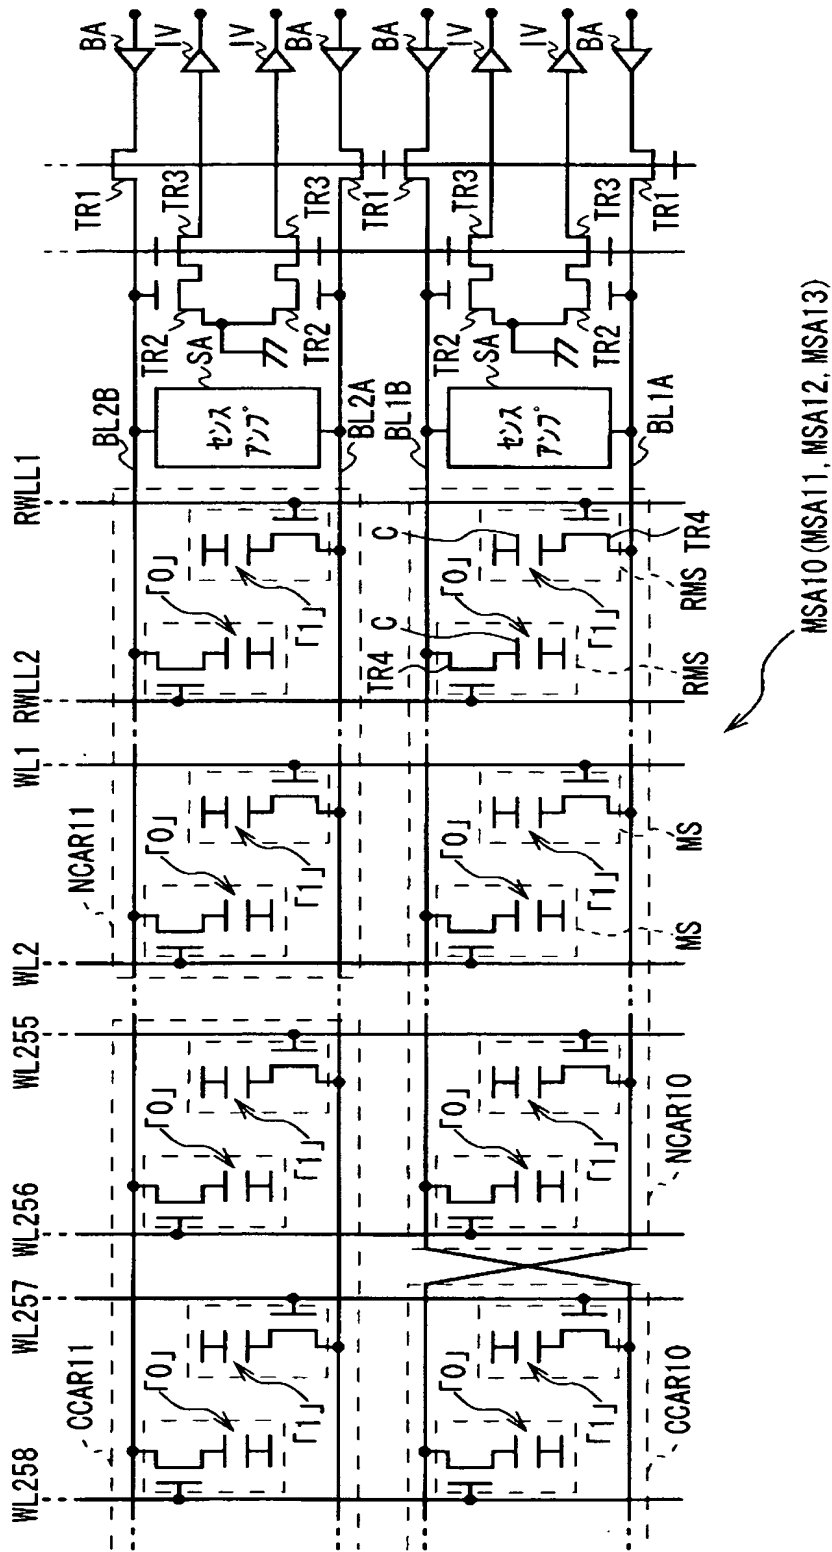 BA
IV
IV
BA
BA
IV
IV
BA
TR1
TR3
TR3
TR1
TR3
TR3
TR1
TR2
TR2
TR2
TR2
SA
SA
BL2B
センス
アンプ
BL2A
BL1B
センス
アンプ
BL1A
RWLL1
「0」
「1」
C
「0」
「1」
TR4
RMS
C
TR4
RMS
RWLL2
WL1
NCAR11
「0」
「1」
「0」
「1」
MS
MS
WL2
WL255
「0」
「1」
「0」
「1」
NCAR10
WL256
WL257
CCAR11
「0」
「1」
「0」
「1」
CCAR10
WL258
MSA10(MSA11, MSA12, MSA13)